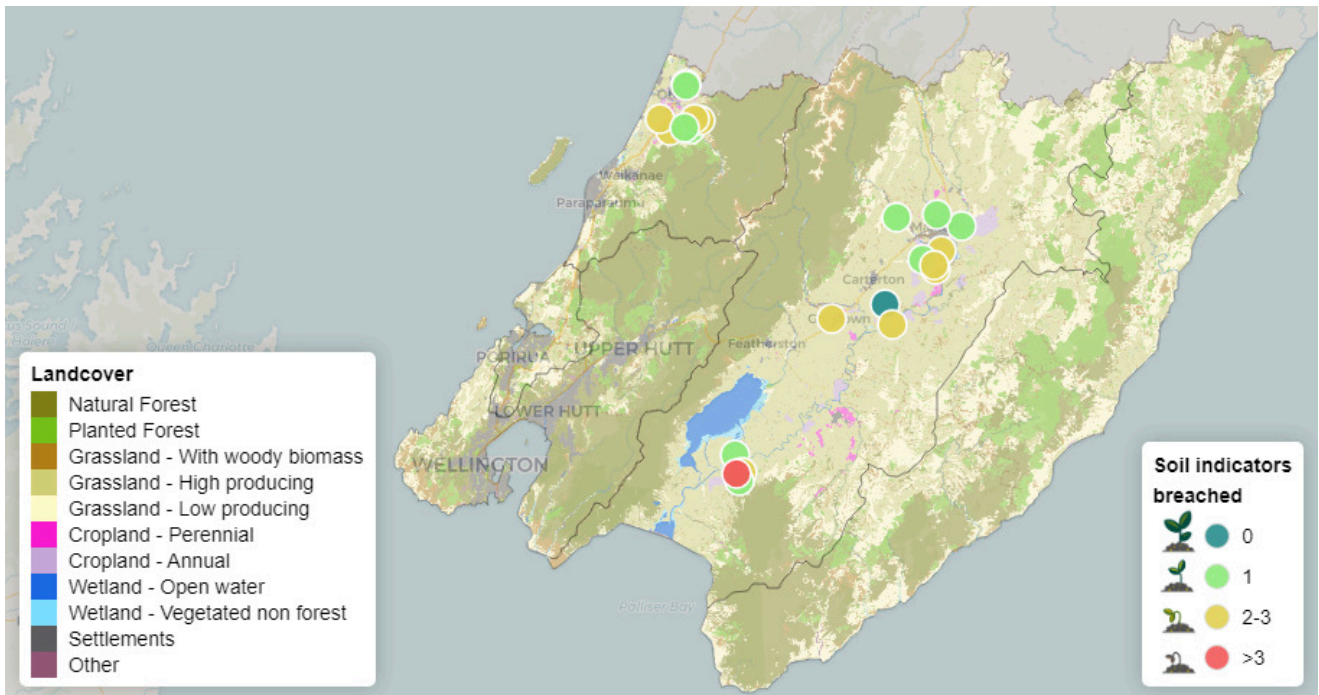 Waikanae
Paraparaumu
Carterton
Featherston
PORIRUA
UPPER HUTT
LOWER HUTT
WELLINGTON
Palliser Bay
Queen Charlotte
Landcover
Natural Forest
Planted Forest
Grassland - With woody biomass
Grassland - High producing
Grassland - Low producing
Cropland - Perennial
Cropland - Annual
Wetland - Open water
Wetland - Vegetated non forest
Settlements
Other
Soil indicators
breached
0
1
2-3
>3